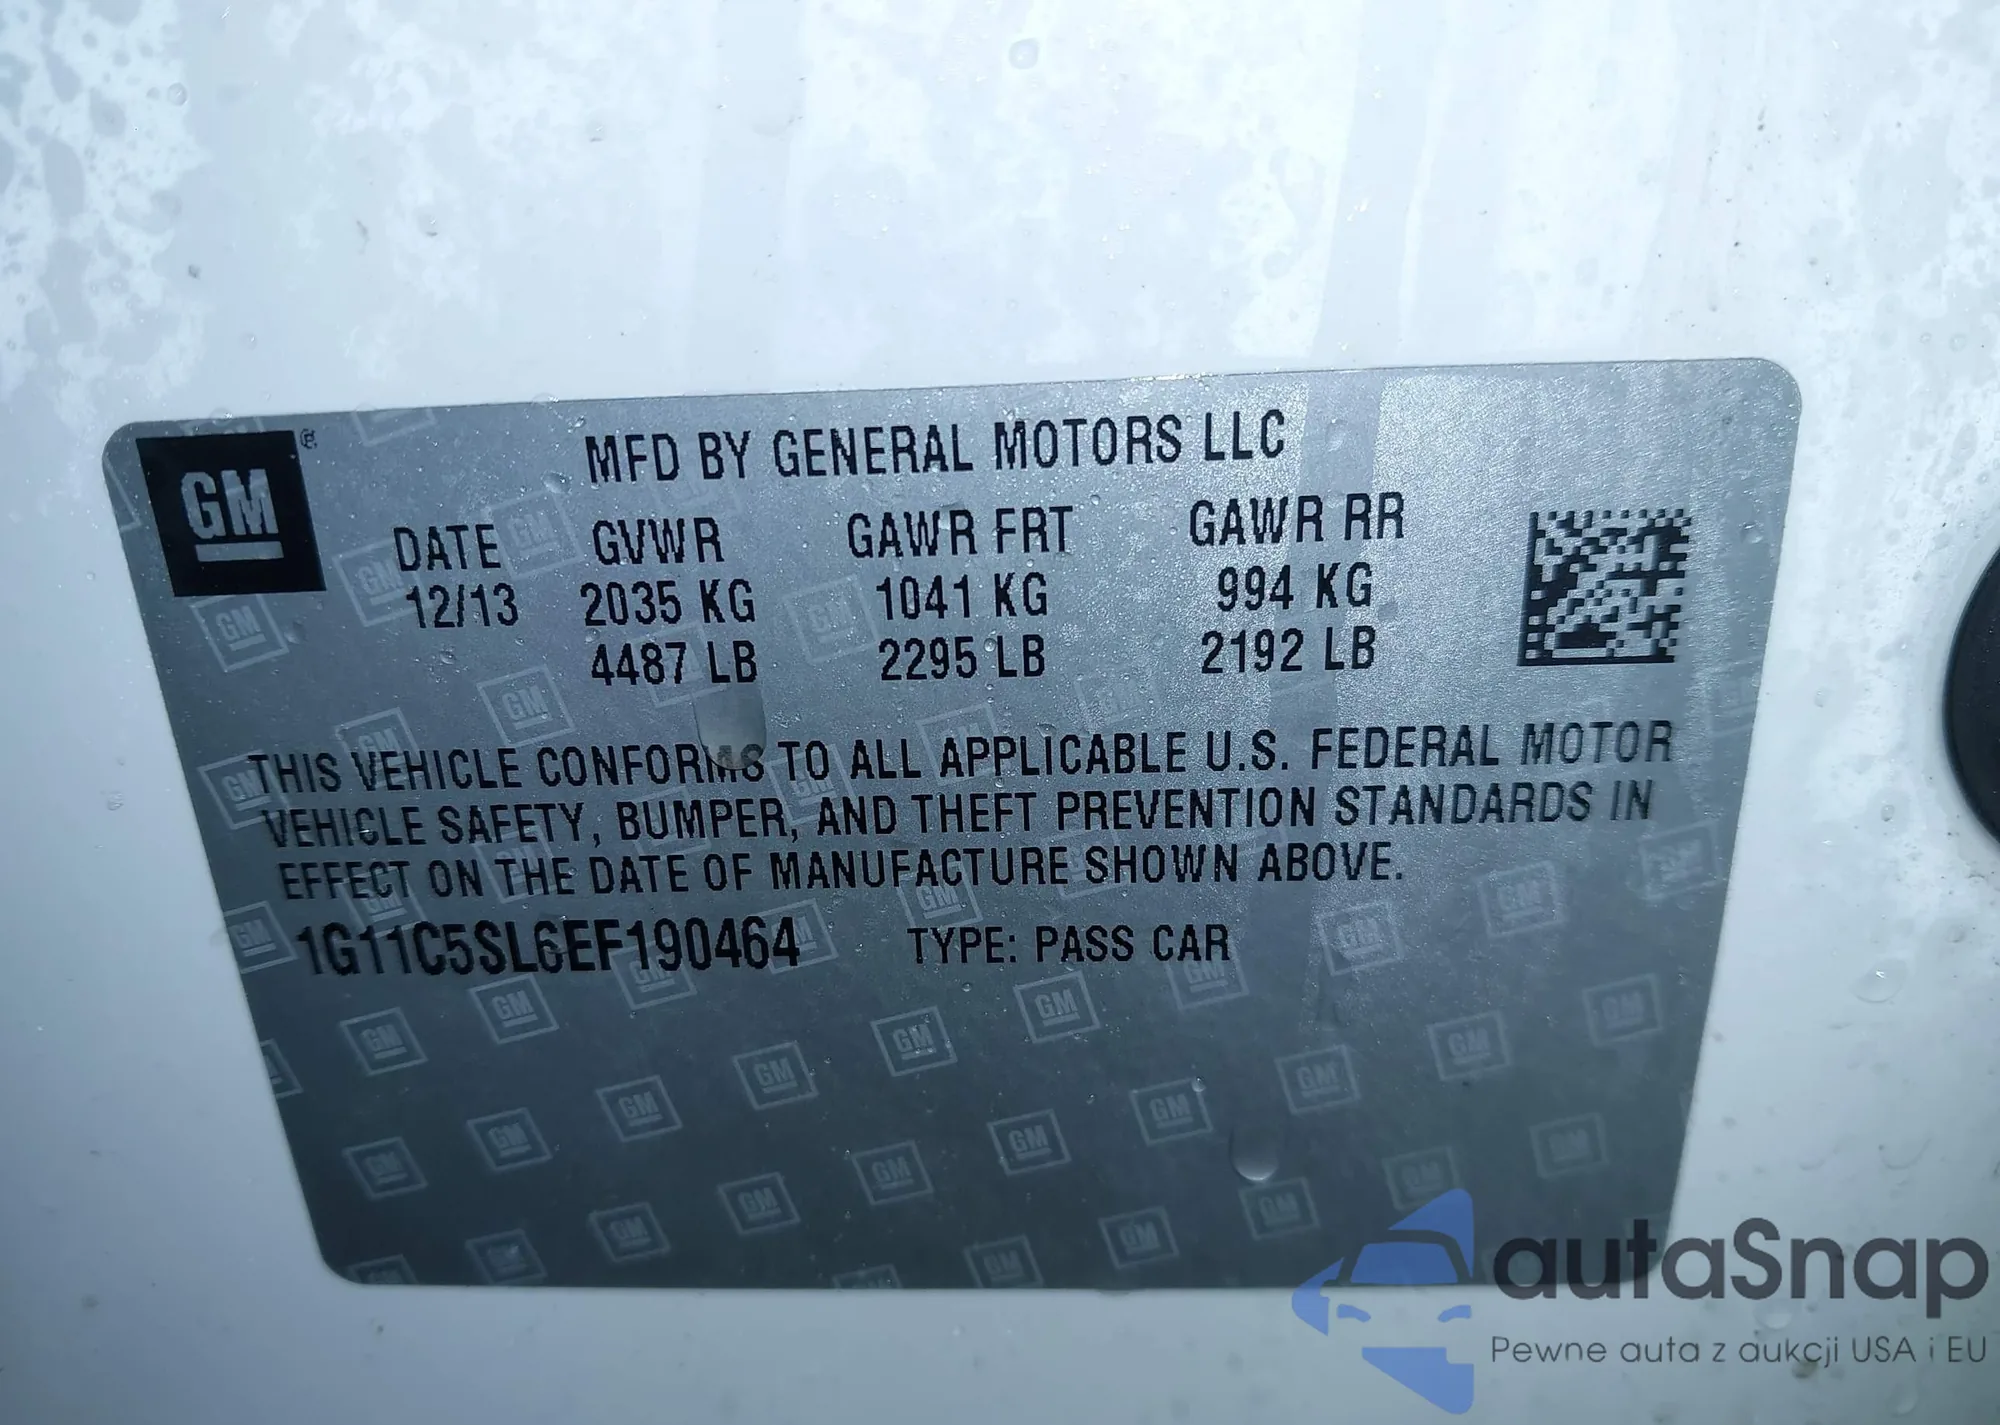 GM ®
MFD BY GENERAL MOTORS LLC
DATE GVWR GAWR FRT GAWR RR
12/13 2035 KG 1041 KG 994 KG
4487 LB 2295 LB 2192 LB
THIS VEHICLE CONFORMS TO ALL APPLICABLE U.S. FEDERAL MOTOR
VEHICLE SAFETY, BUMPER, AND THEFT PREVENTION STANDARDS IN
EFFECT ON THE DATE OF MANUFACTURE SHOWN ABOVE.
1G11C5SL6EF190464 TYPE: PASS CAR
autaSnap
Pewne auta z aukcji USA i EU